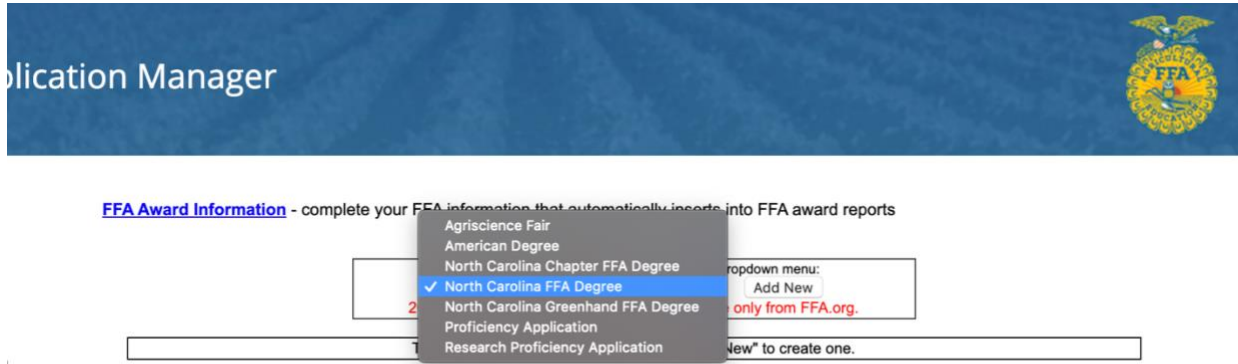 plication Manager
FFA
FFA Award Information - complete your FFA information that automatically inserts into FFA award reports
Agriscience Fair
American Degree
North Carolina Chapter FFA Degree
ropdown menu:
✓ North Carolina FFA Degree
Add New
2
North Carolina Greenhand FFA Degree
only from FFA.org.
Proficiency Application
T
Research Proficiency Application
New" to create one.